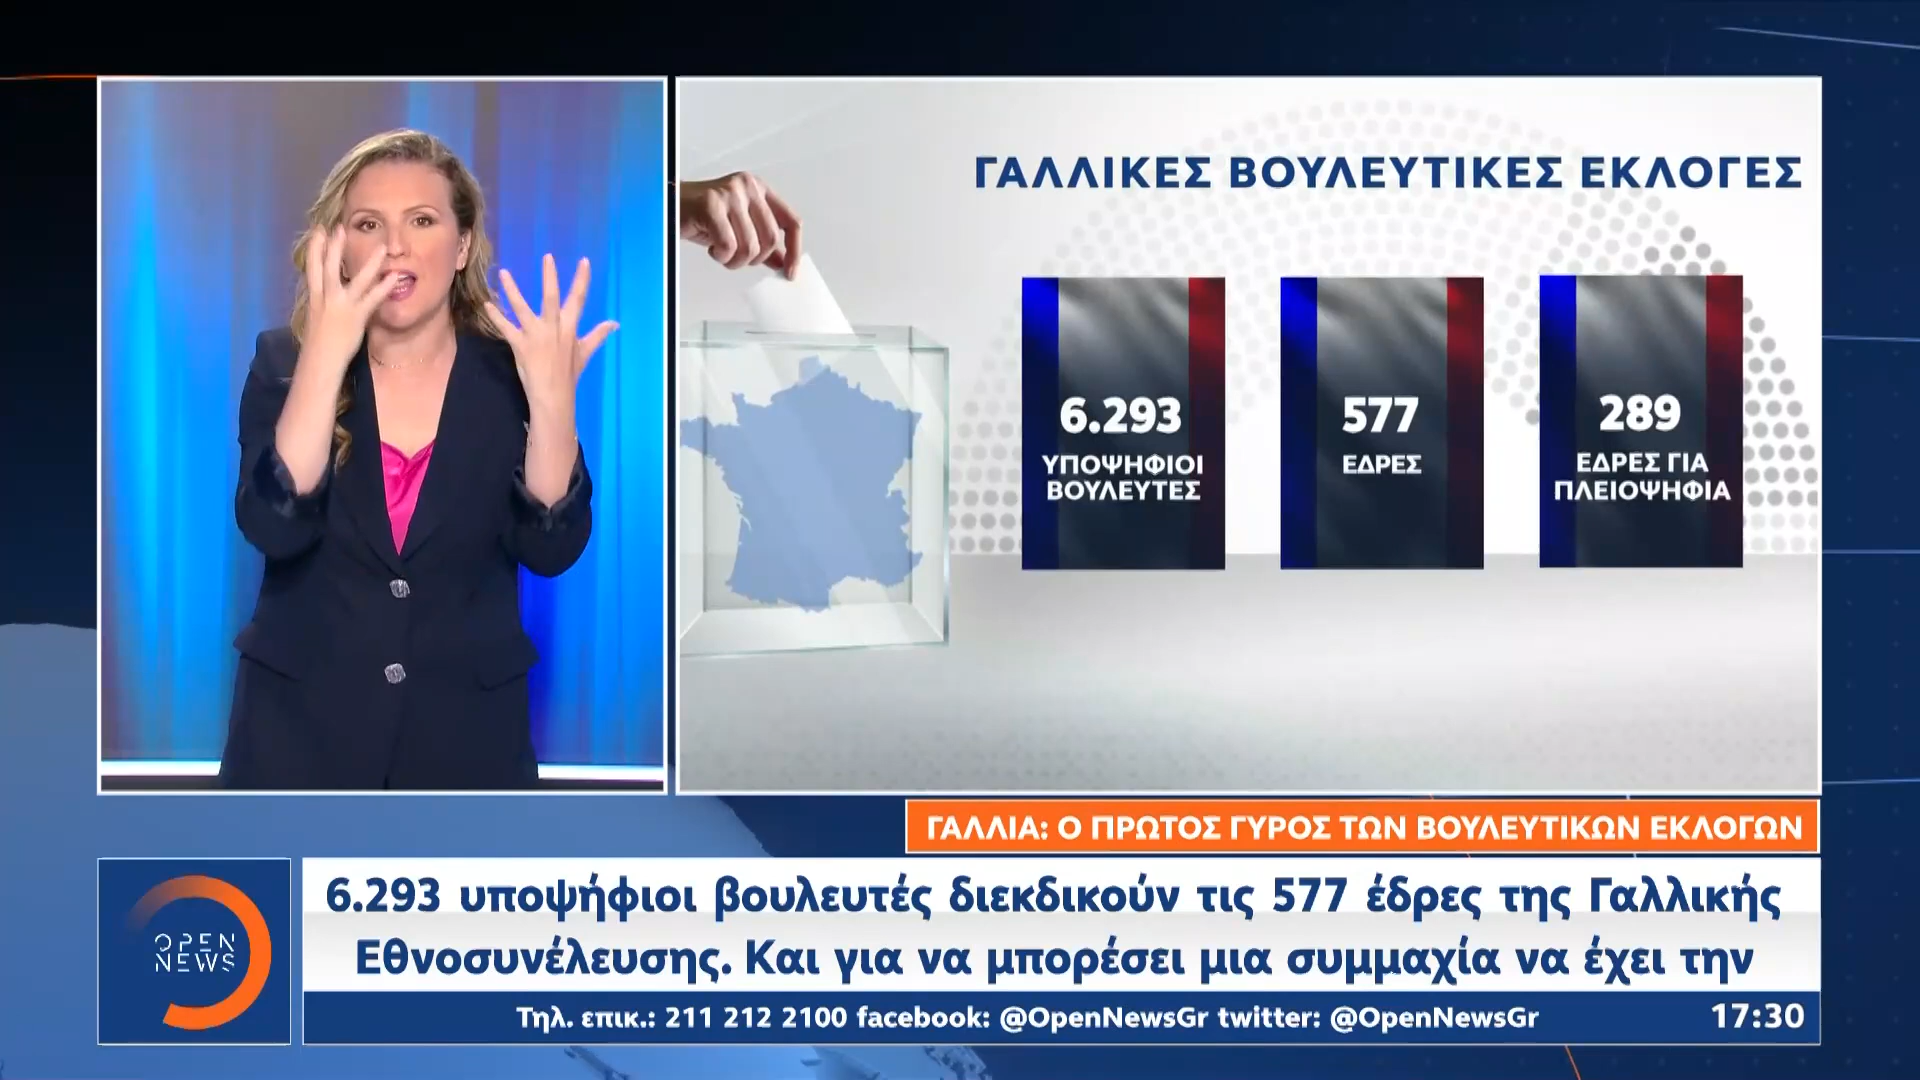 ΓΑΛΛΙΚΕΣ ΒΟΥΛΕΥΤΙΚΕΣ ΕΚΛΟΓΕΣ
6.293
ΥΠΟΨΗΦΙΟΙ
ΒΟΥΛΕΥΤΕΣ
577
ΕΔΡΕΣ
289
ΕΔΡΕΣ ΓΙΑ
ΠΛΕΙΟΨΗΦΙΑ
ΓΑΛΛΙΑ: Ο ΠΡΩΤΟΣ ΓΥΡΟΣ ΤΩΝ ΒΟΥΛΕΥΤΙΚΩΝ ΕΚΛΟΓΩΝ
OPEN
NEWS
6.293 υποψήφιοι βουλευτές διεκδικούν τις 577 έδρες της Γαλλικής
Εθνοσυνέλευσης. Και για να μπορέσει μια συμμαχία να έχει την
Τηλ. επικ.: 211 212 2100 facebook: @OpenNewsGr twitter: @OpenNewsGr
17:30